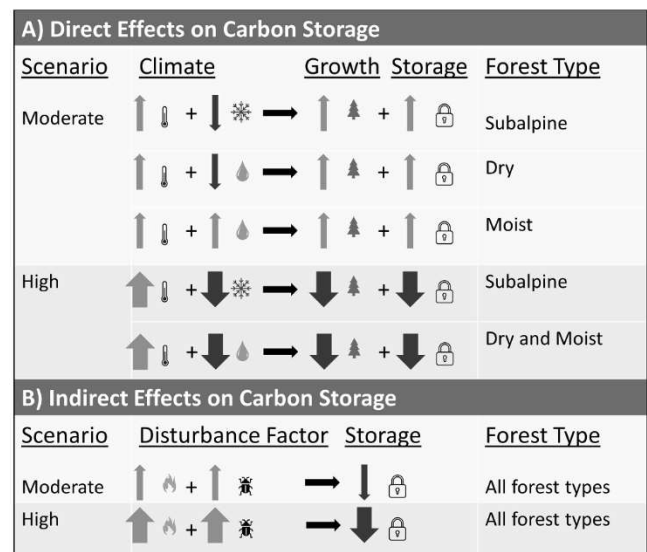 A) Direct Effects on Carbon Storage
Scenario Climate Growth Storage Forest Type
Moderate + + Subalpine
+ + Dry
+ + Moist
High + + Subalpine
+ + Dry and Moist
B) Indirect Effects on Carbon Storage
Scenario Disturbance Factor Storage Forest Type
Moderate + All forest types
High + All forest types